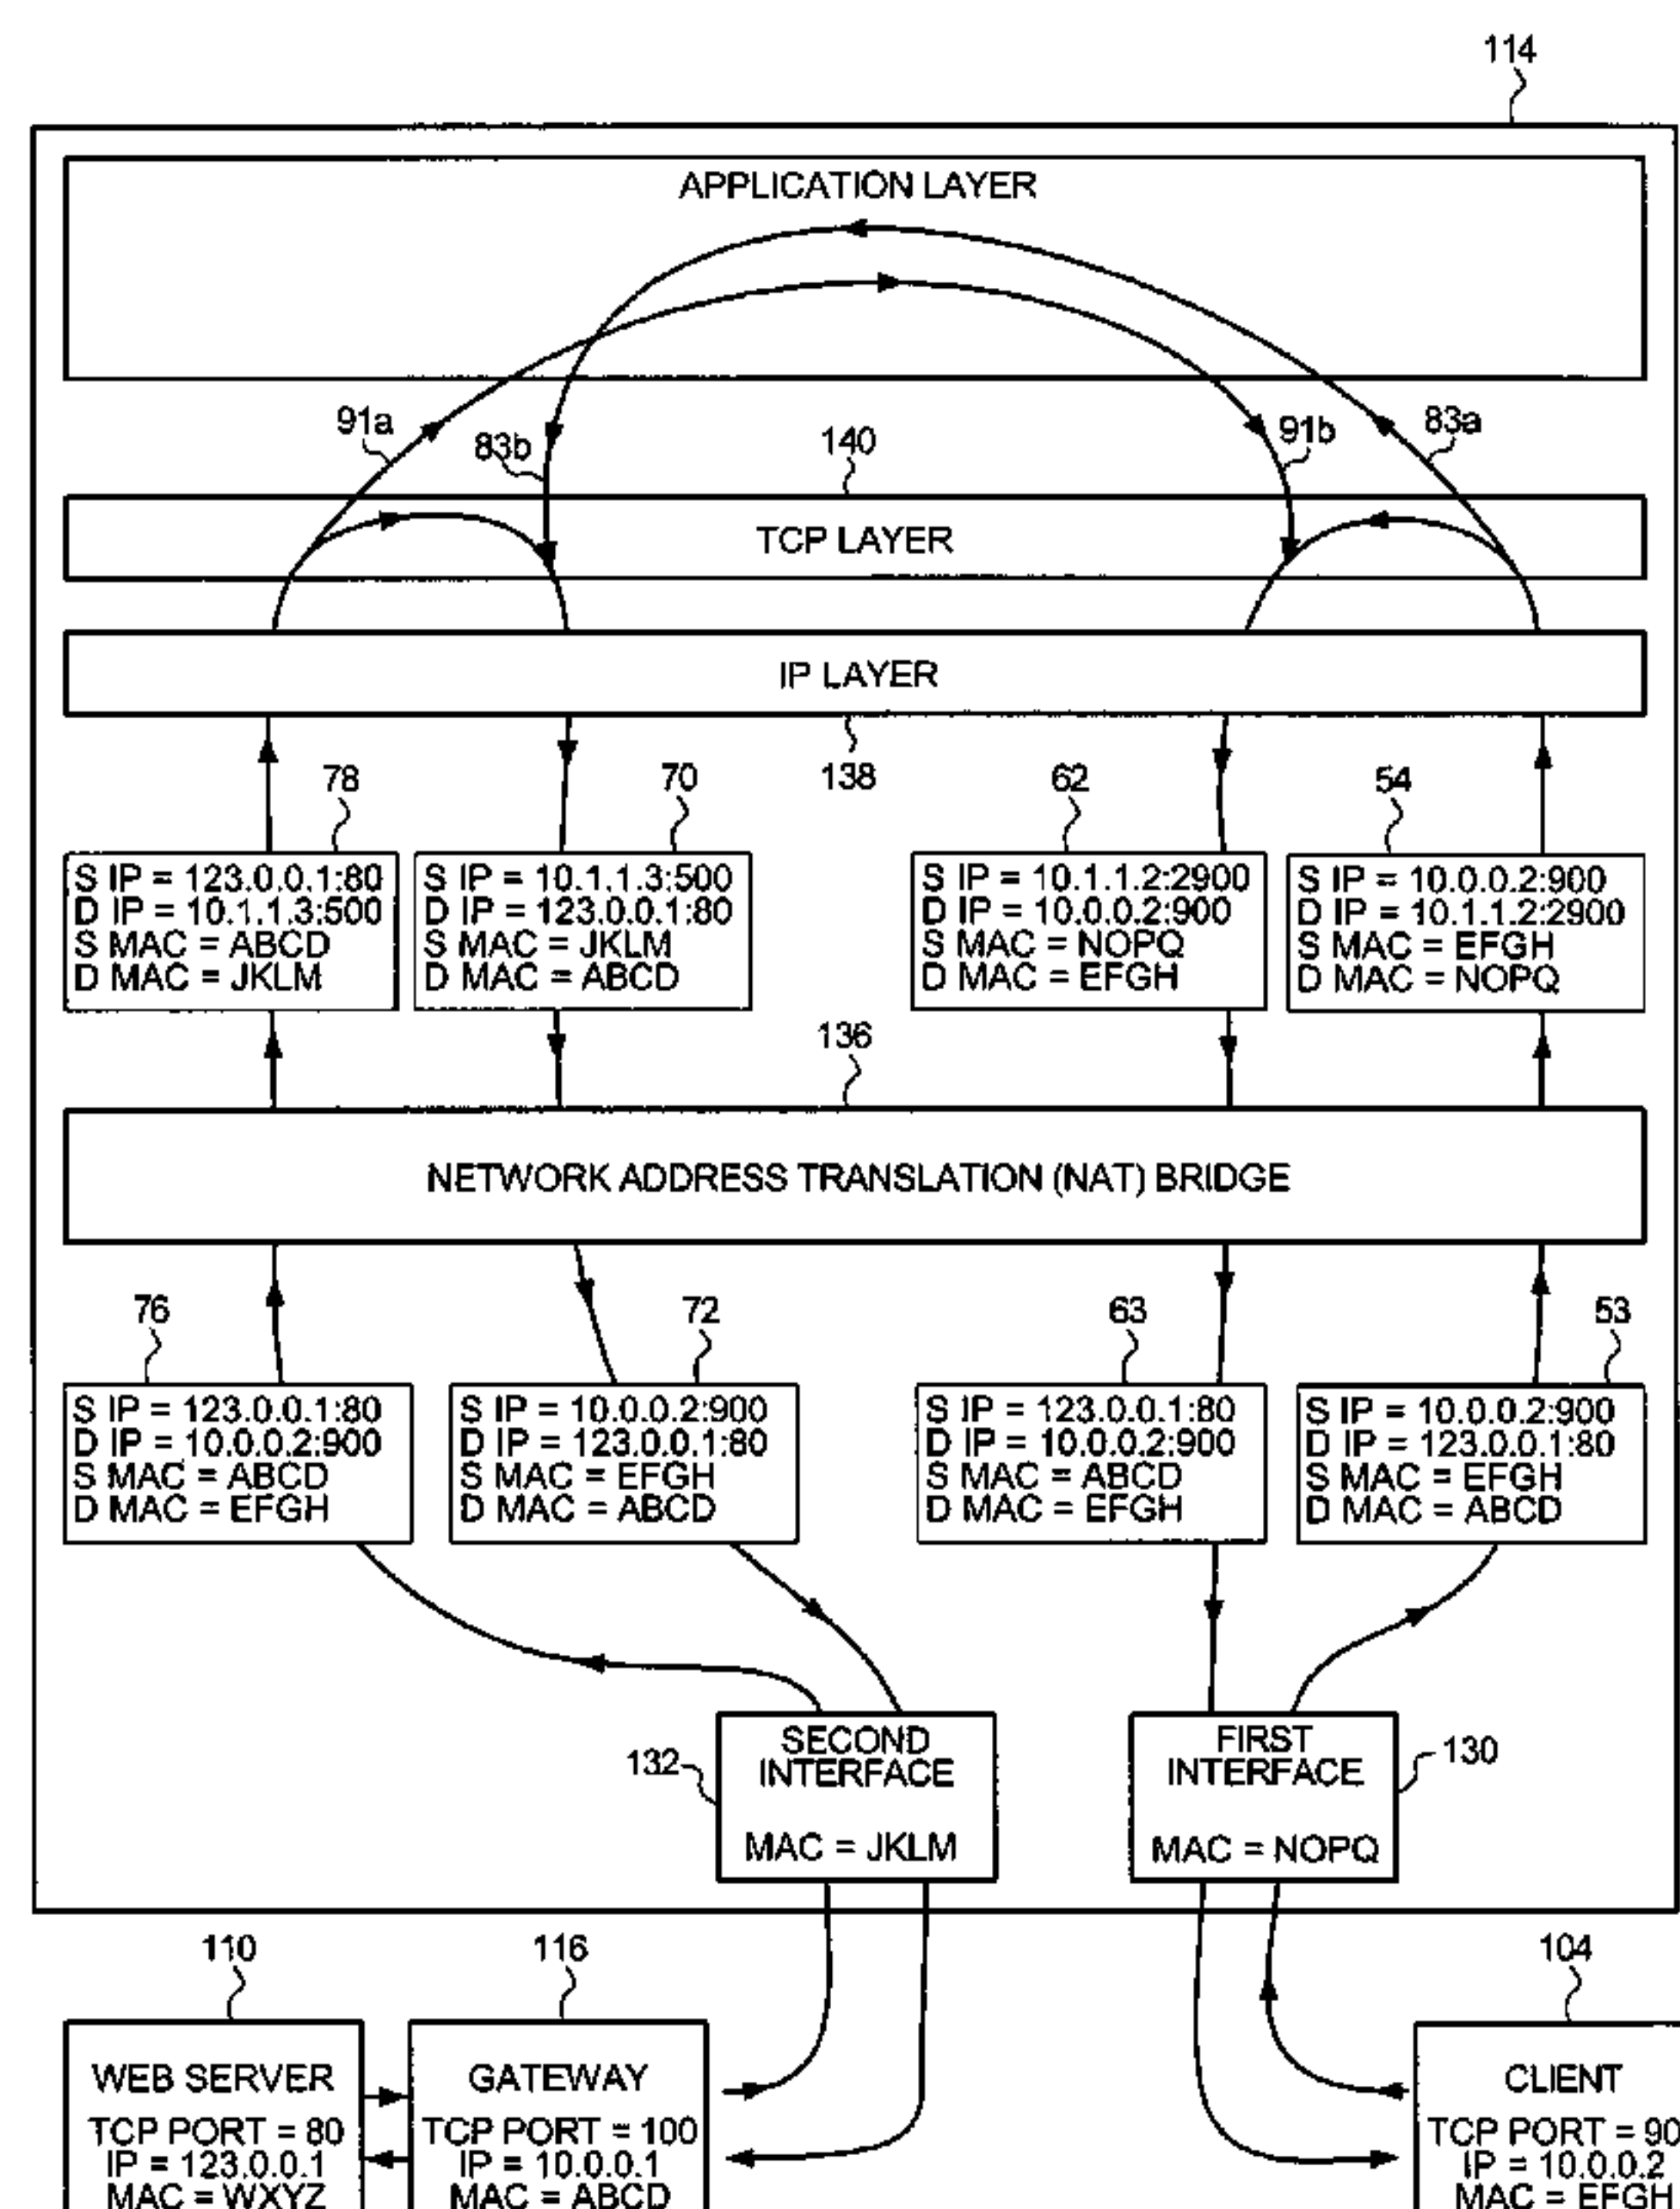 114
APPLICATION LAYER
91a
83b
140
91b
83a
TCP LAYER
IP LAYER
78
70
138
62
54
S IP = 123.0.0.1:80
D IP = 10.1.1.3:500
S MAC = ABCD
D MAC = JKLM
S IP = 10.1.1.3:500
D IP = 123.0.0.1:80
S MAC = JKLM
D MAC = ABCD
S IP = 10.1.1.2:2900
D IP = 10.0.0.2:900
S MAC = NOPQ
D MAC = EFGH
S IP = 10.0.0.2:900
D IP = 10.1.1.2:2900
S MAC = EFGH
D MAC = NOPQ
136
NETWORK ADDRESS TRANSLATION (NAT) BRIDGE
76
72
63
53
S IP = 123.0.0.1:80
D IP = 10.0.0.2:900
S MAC = ABCD
D MAC = EFGH
S IP = 10.0.0.2:900
D IP = 123.0.0.1:80
S MAC = EFGH
D MAC = ABCD
S IP = 123.0.0.1:80
D IP = 10.0.0.2:900
S MAC = ABCD
D MAC = EFGH
S IP = 10.0.0.2:900
D IP = 123.0.0.1:80
S MAC = EFGH
D MAC = ABCD
132
SECOND
INTERFACE
MAC = JKLM
FIRST
INTERFACE
MAC = NOPQ
130
110
116
104
WEB SERVER
TCP PORT = 80
IP = 123.0.0.1
MAC = WXYZ
GATEWAY
TCP PORT = 100
IP = 10.0.0.1
MAC = ABCD
CLIENT
TCP PORT = 90
IP = 10.0.0.2
MAC = EFGH